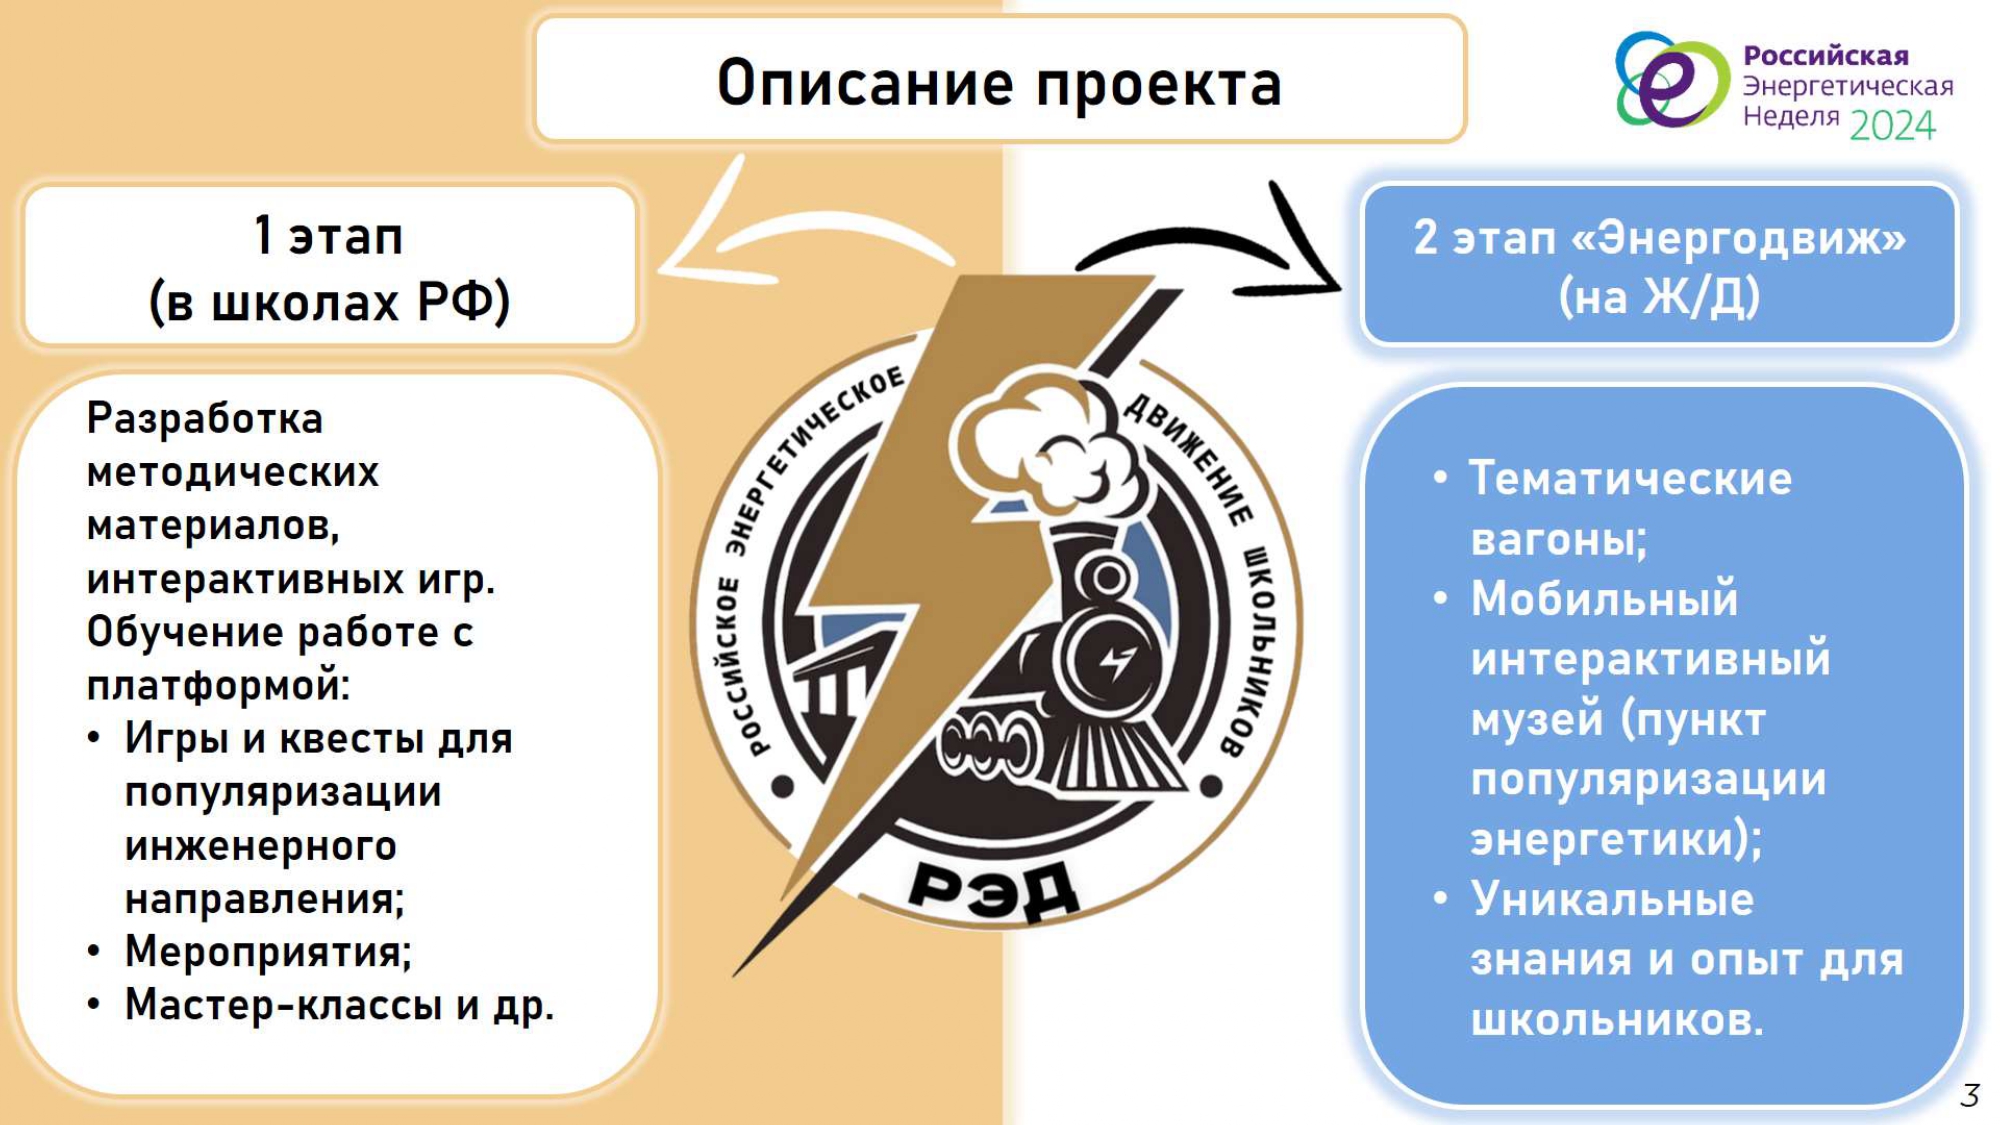 Описание проекта
Российская
Энергетическая
Неделя 2024
1 этап
(в школах РФ)
Разработка
методических
материалов,
интерактивных игр.
Обучение работе с
платформой:
• Игры и квесты для
популяризации
инженерного
направления;
• Мероприятия;
• Мастер-классы и др.
РОССИЙСКОЕ ЭНЕРГЕТИЧЕСКОЕ ДВИЖЕНИЕ ШКОЛЬНИКОВ
РЭД
2 этап «Энергодвиж»
(на Ж/Д)
• Тематические
вагоны;
• Мобильный
интерактивный
музей (пункт
популяризации
энергетики);
• Уникальные
знания и опыт для
школьников.
3